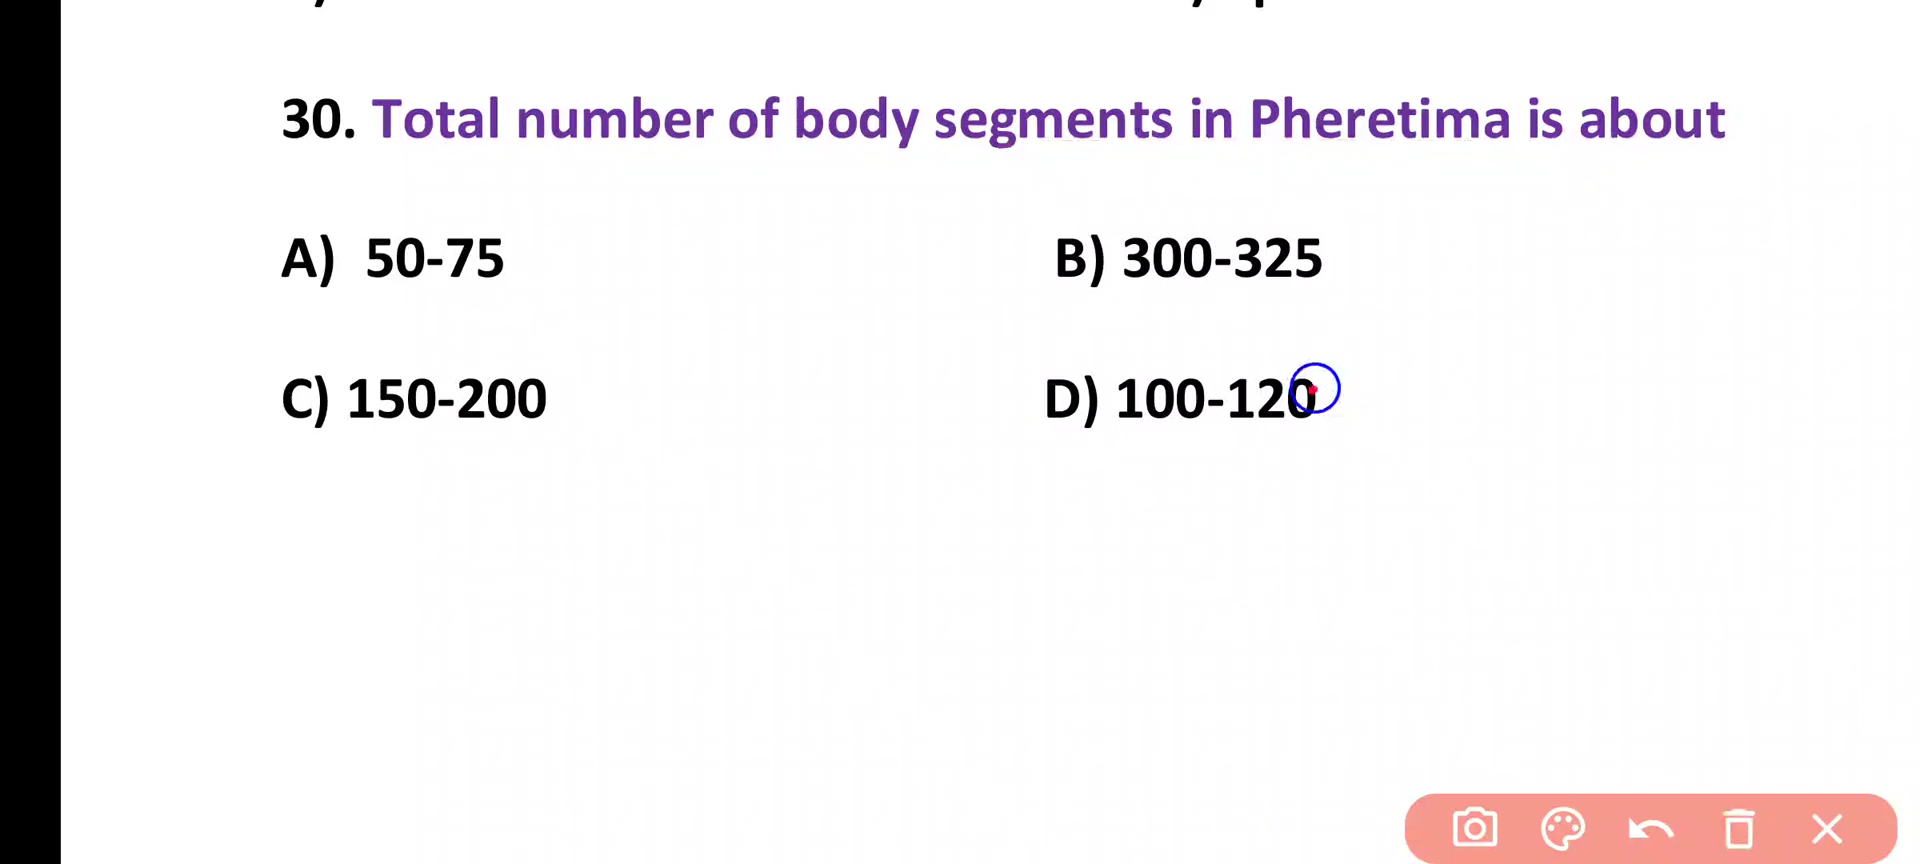 30. Total number of body segments in Pheretima is about
A) 50-75 B) 300-325
C) 150-200 D) 100-120